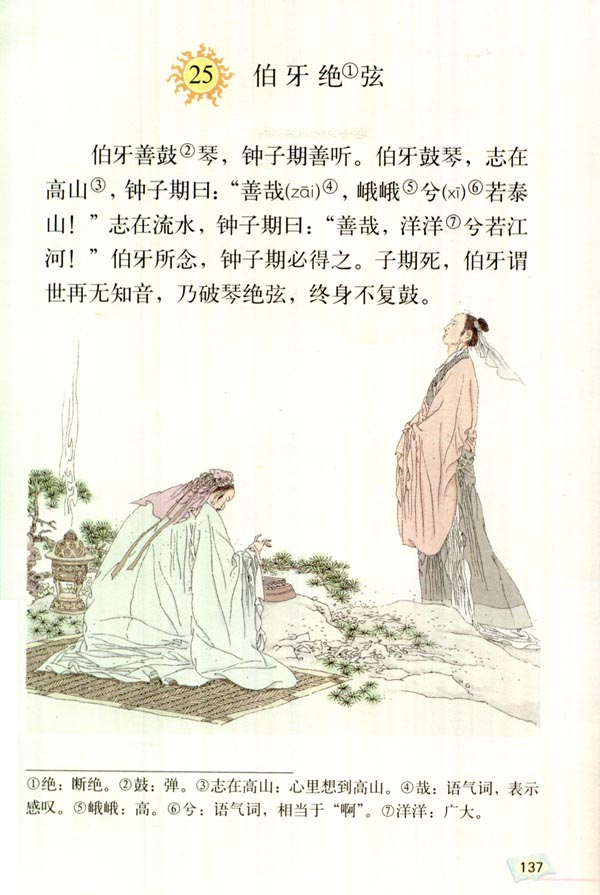 25 伯牙绝①弦
伯牙善鼓②琴，钟子期善听。伯牙鼓琴，志在
高山③，钟子期曰：“善哉(zāi)④，峨峨⑤兮(xī)⑥若泰
山！”志在流水，钟子期曰：“善哉，洋洋⑦兮若江
河！”伯牙所念，钟子期必得之。子期死，伯牙谓
世再无知音，乃破琴绝弦，终身不复鼓。
①绝：断绝。②鼓：弹。③志在高山：心里想到高山。④哉：语气词，表示
感叹。⑤峨峨：高。⑥兮：语气词，相当于“啊”。⑦洋洋：广大。
137